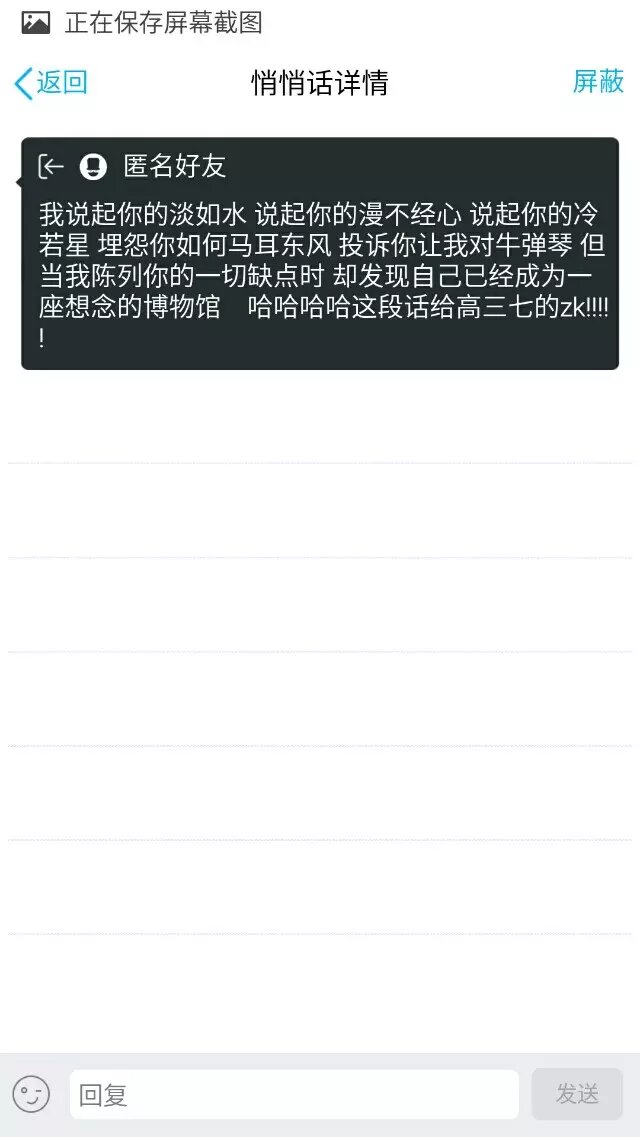 正在保存屏幕截图
返回 悄悄话详情 屏蔽
匿名好友
我说起你的淡如水 说起你的漫不经心 说起你的冷
若星 埋怨你如何马耳东风 投诉你让我对牛弹琴 但
当我陈列你的一切缺点时 却发现自己已经成为一
座想念的博物馆　哈哈哈哈这段话给高三七的zk!!!!
!
回复 发送